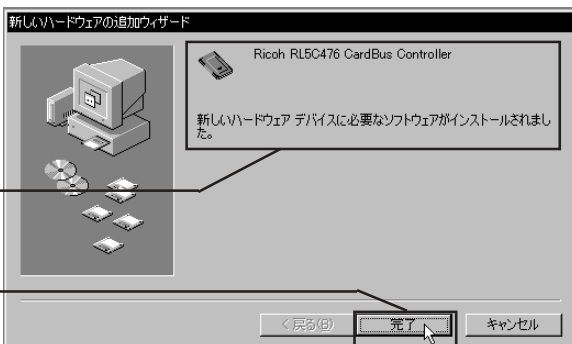 新しいハードウェアの追加ウィザード
Ricoh RL5C476 CardBus Controller
新しいハードウェア デバイスに必要なソフトウェアがインストールされまし
た。
< 戻る(B)
完了
キャンセル